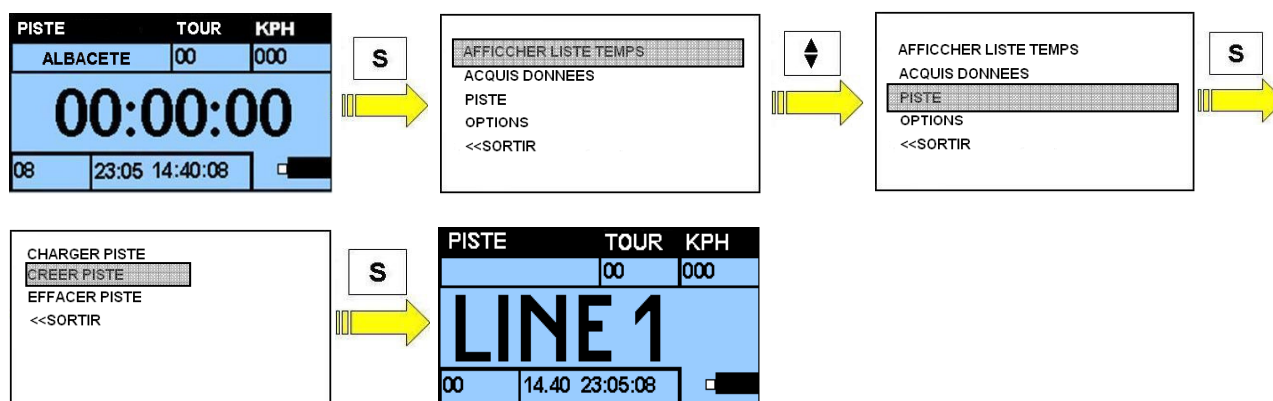 PISTE TOUR KPH
ALBACETE 00 000
00:00:00
08 23:05 14:40:08
S
AFFICCHER LISTE TEMPS
ACQUIS DONNEES
PISTE
OPTIONS
<<SORTIR
AFFICCHER LISTE TEMPS
ACQUIS DONNEES
PISTE
OPTIONS
<<SORTIR
S
CHARGER PISTE
CREER PISTE
EFFACER PISTE
<<SORTIR
S
PISTE TOUR KPH
00 000
LINE 1
00 14.40 23:05:08